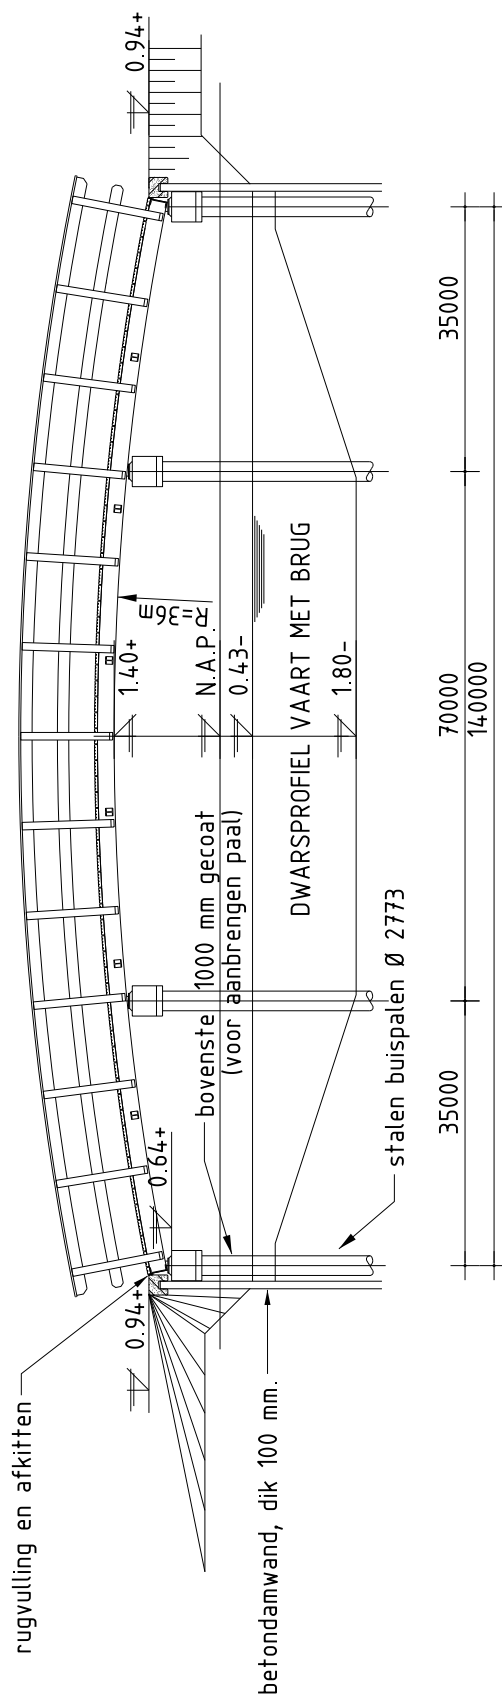 rugvulling en afkitten
0.94+
0.94+
0.64+
R=36m
1.40+
N.A.P.
0.43-
1.80-
bovenste 1000 mm gecoat
(voor aanbrengen paal)
DWARSPROFIEL VAART MET BRUG
stalen buispalen Ø 2773
betondamwand, dik 100 mm.
35000
70000
35000
140000